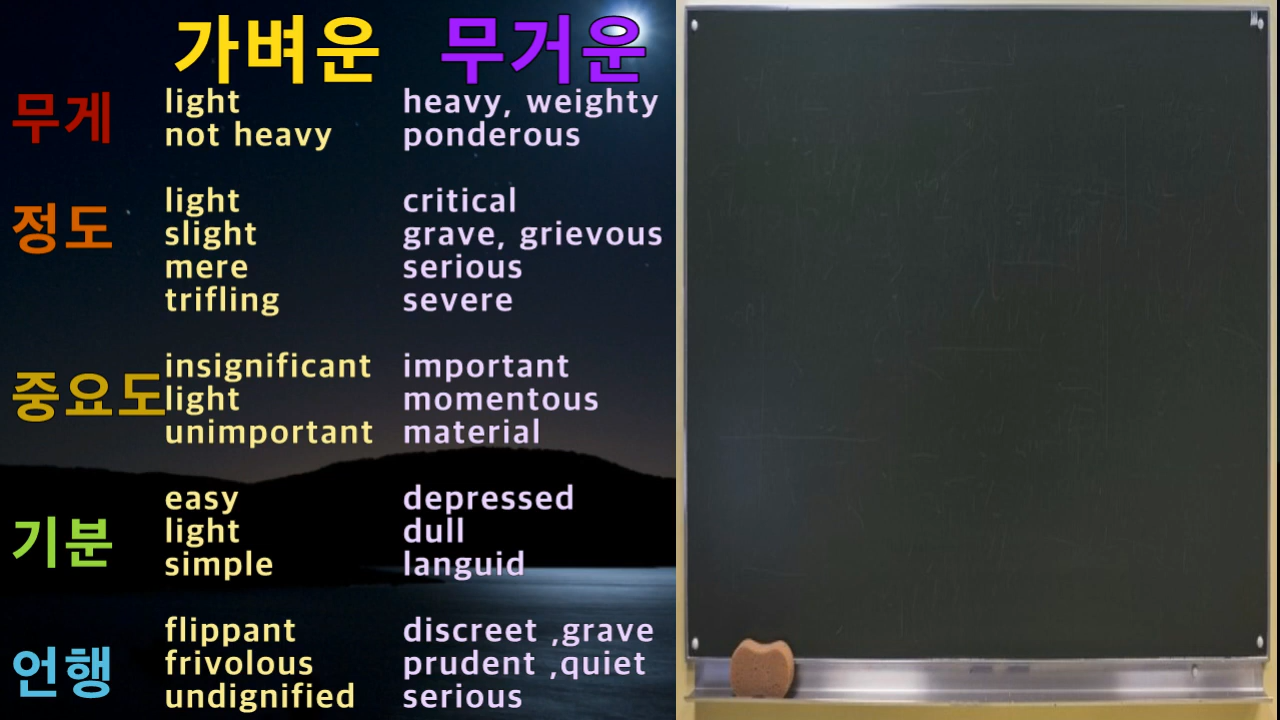 가벼운 무거운
무게 light heavy, weighty
not heavy ponderous
정도 light critical
slight grave, grievous
mere serious
trifling severe
중요도 insignificant important
light momentous
unimportant material
기분 easy depressed
light dull
simple languid
언행 flippant discreet ,grave
frivolous prudent ,quiet
undignified serious